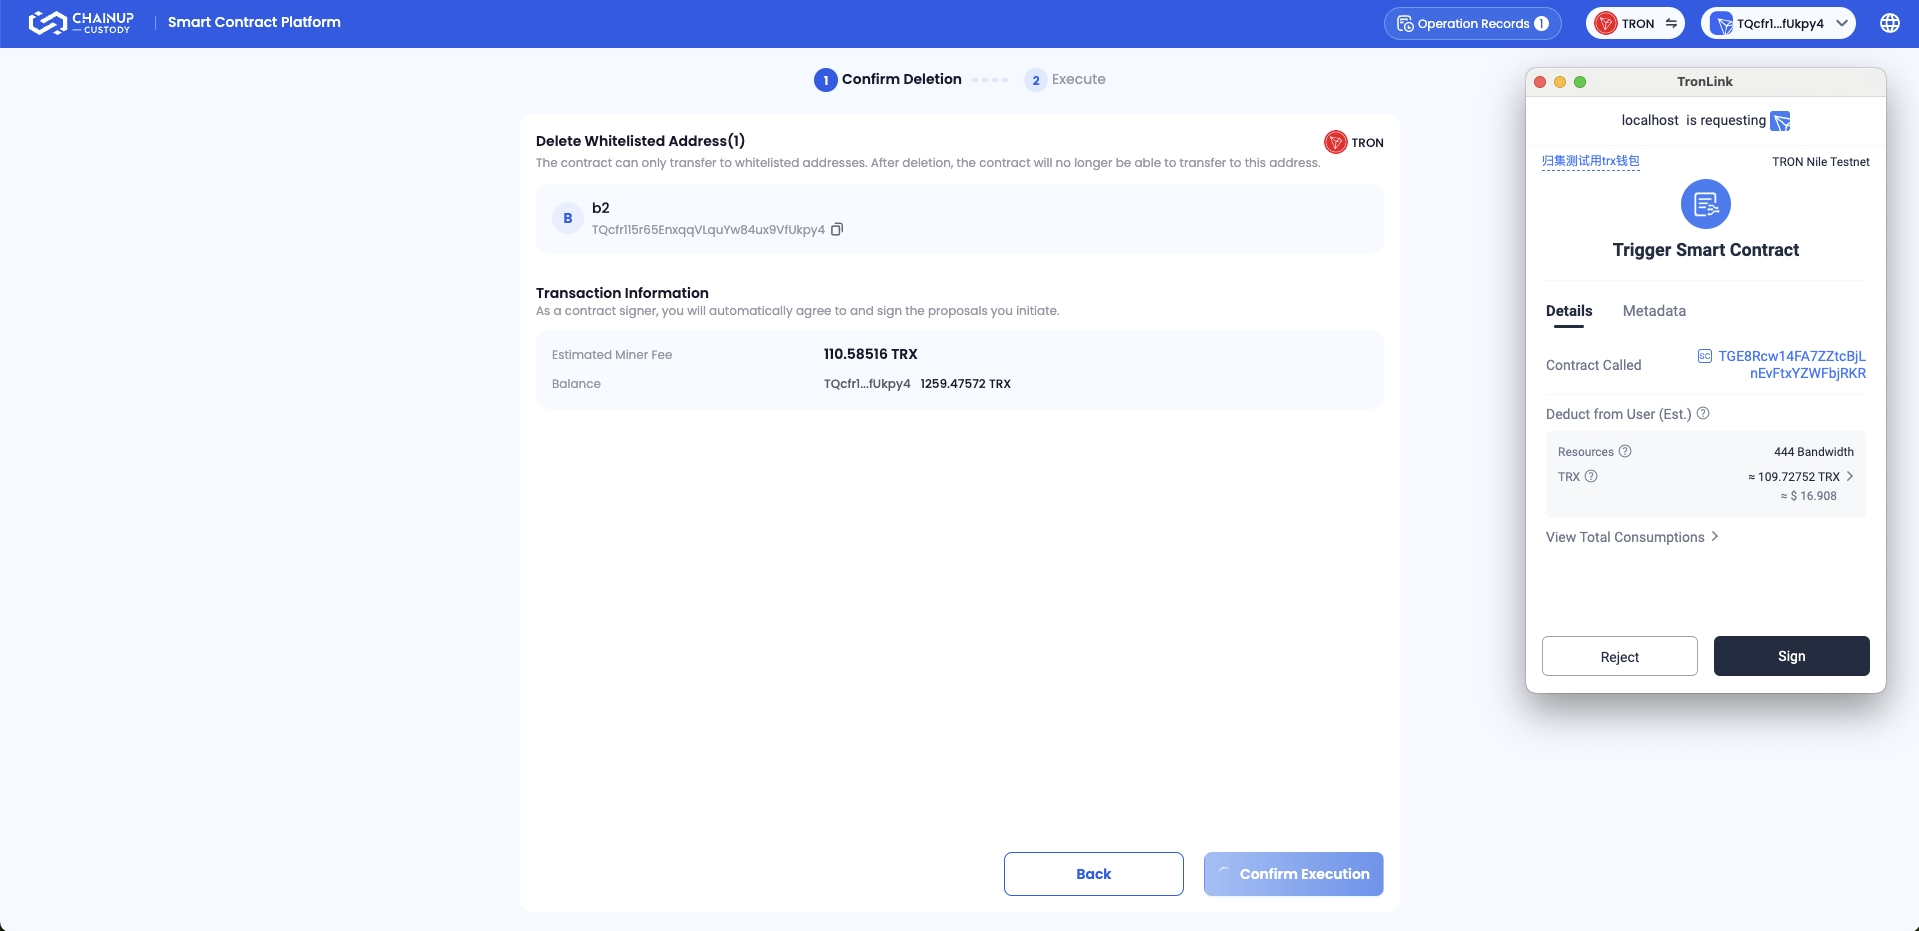 CHAINUP
CUSTODY
Smart Contract Platform
Operation Records 1
TRON
TQcfr1...fUkpy4
1 Confirm Deletion
2 Execute
Delete Whitelisted Address(1)
TRON
The contract can only transfer to whitelisted addresses. After deletion, the contract will no longer be able to transfer to this address.
B
b2
TQcfr115r65EnxqqVLquYw84ux9VfUkpy4
Transaction Information
As a contract signer, you will automatically agree to and sign the proposals you initiate.
Estimated Miner Fee 110.58516 TRX
Balance TQcfr1...fUkpy4 1259.47572 TRX
Back
Confirm Execution
TronLink
localhost is requesting
归集测试用trx钱包
TRON Nile Testnet
Trigger Smart Contract
Details Metadata
Contract Called
SC TGE8Rcw14FA7ZZtcBjL
nEvFtxYZWFbjRKR
Deduct from User (Est.) ?
Resources ? 444 Bandwidth
TRX ? ≈ 109.72752 TRX
≈ $ 16.908
View Total Consumptions
Reject
Sign